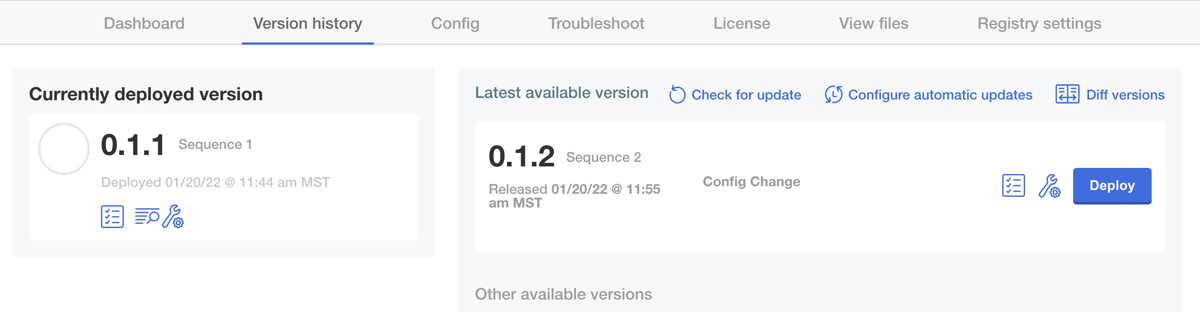 Dashboard Version history Config Troubleshoot License View files Registry settings
Currently deployed version
0.1.1 Sequence 1
Deployed 01/20/22 @ 11:44 am MST
Latest available version Check for update Configure automatic updates Diff versions
0.1.2 Sequence 2
Released 01/20/22 @ 11:55
am MST
Config Change
Deploy
Other available versions